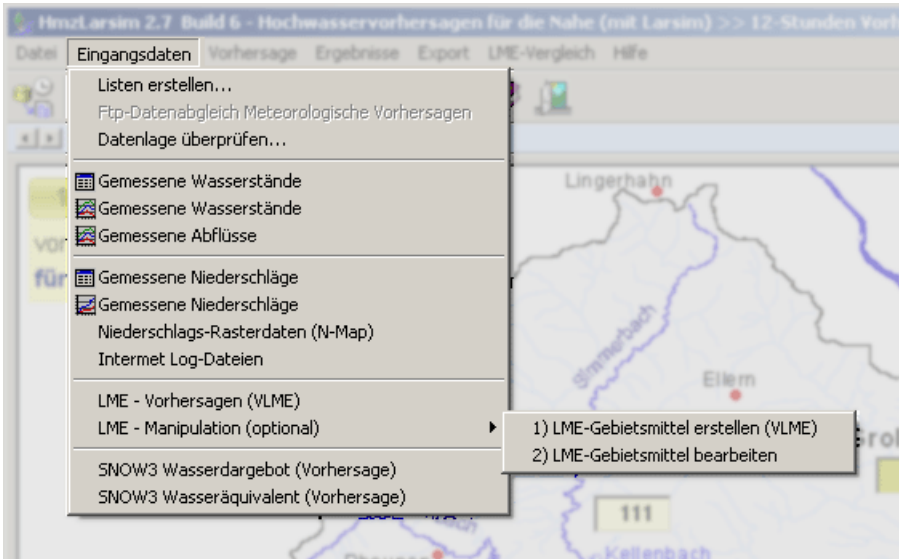 HmzLarsim 2.7 Build 6 - Hochwasservorhersagen für die Nahe (mit Larsim) >> 12-Stunden
Datei Eingangsdaten Vorhersage Ergebnisse Export LME-Vergleich Hilfe
Listen erstellen...
Ftp-Datenabgleich Meteorologische Vorhersagen
Datenlage überprüfen...
Gemessene Wasserstände
Gemessene Wasserstände
Gemessene Abflüsse
Gemessene Niederschläge
Gemessene Niederschläge
Niederschlags-Rasterdaten (N-Map)
Intermet Log-Dateien
LME - Vorhersagen (VLME)
LME - Manipulation (optional)
1) LME-Gebietsmittel erstellen (VLME)
2) LME-Gebietsmittel bearbeiten
SNOW3 Wasserdargebot (Vorhersage)
SNOW3 Wasseräquivalent (Vorhersage)
für
Lingerhahn
Simmerbach
Ellern
111
Kellenbach